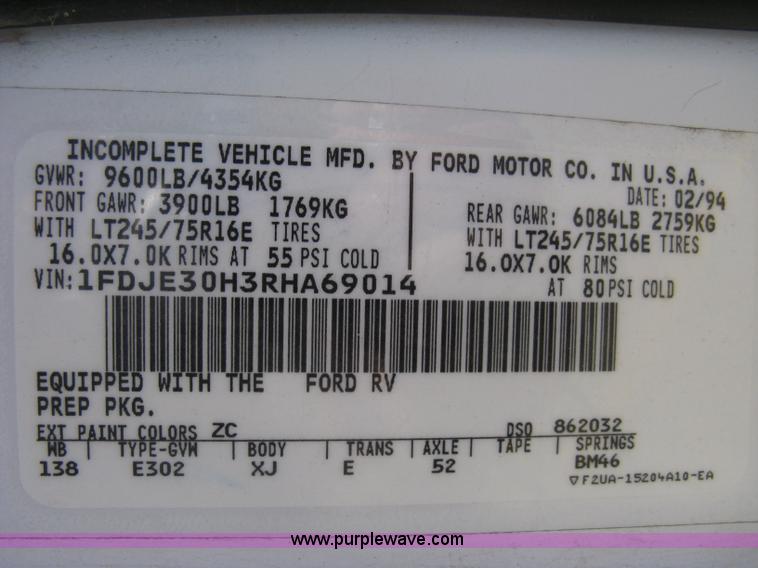 INCOMPLETE VEHICLE MFD. BY FORD MOTOR CO. IN U.S.A.
GVWR: 9600LB/4354KG
DATE: 02/94
FRONT GAWR: 3900LB 1769KG
WITH LT245/75R16E TIRES
16.0X7.0K RIMS AT 55 PSI COLD
REAR GAWR: 6084LB 2759KG
WITH LT245/75R16E TIRES
16.0X7.0K RIMS
AT 80PSI COLD
VIN: 1FDJE30H3RHA69014
EQUIPPED WITH THE FORD RV
PREP PKG.
EXT PAINT COLORS ZC DSO 862032
WB | TYPE-GVW | BODY | TRANS | AXLE | TAPE | SPRINGS
138 E302 XJ E 52 BM46
▽F2UA-15204A10-EA
www.purplewave.com